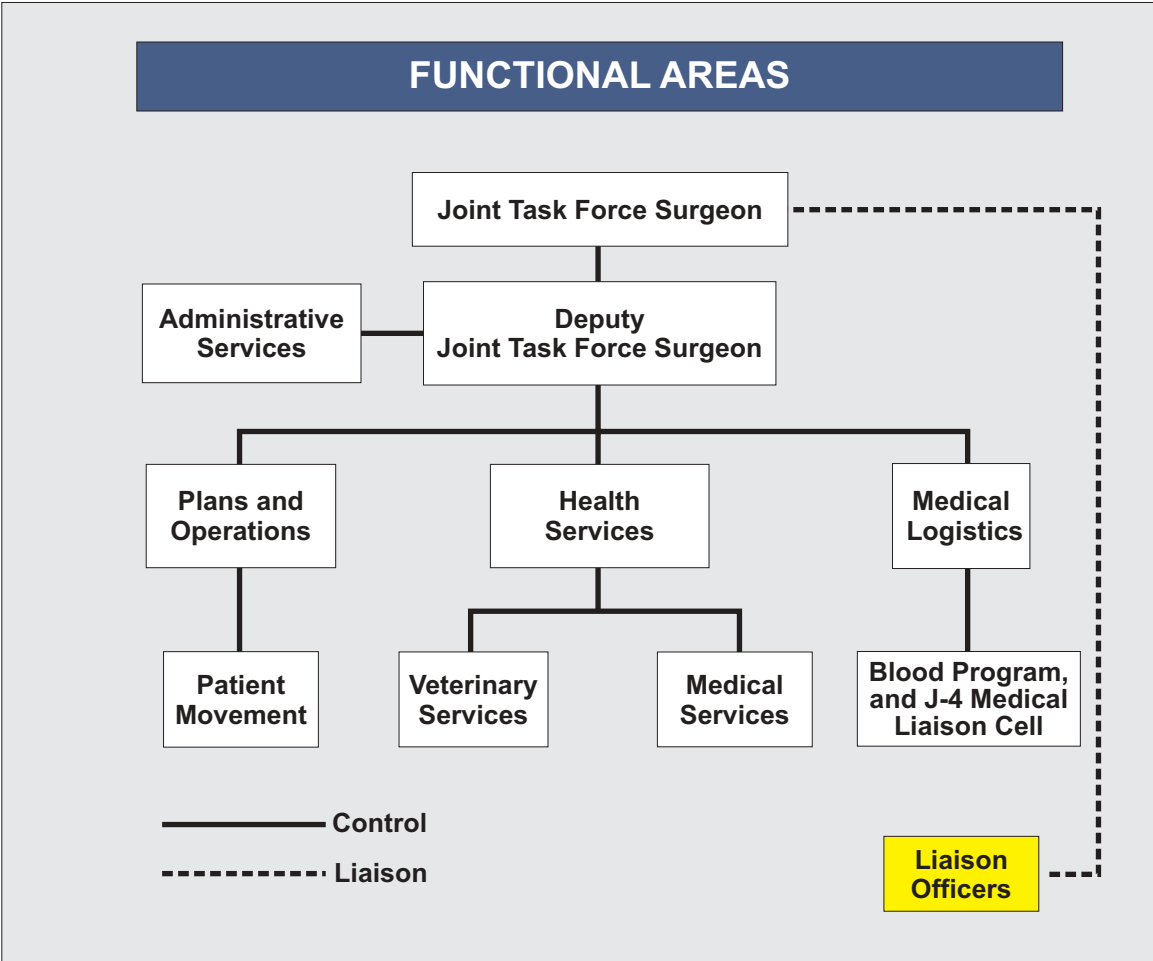 FUNCTIONAL AREAS
Joint Task Force Surgeon
Administrative
Services
Deputy
Joint Task Force Surgeon
Plans and
Operations
Health
Services
Medical
Logistics
Patient
Movement
Veterinary
Services
Medical
Services
Blood Program,
and J-4 Medical
Liaison Cell
Control
Liaison
Liaison
Officers